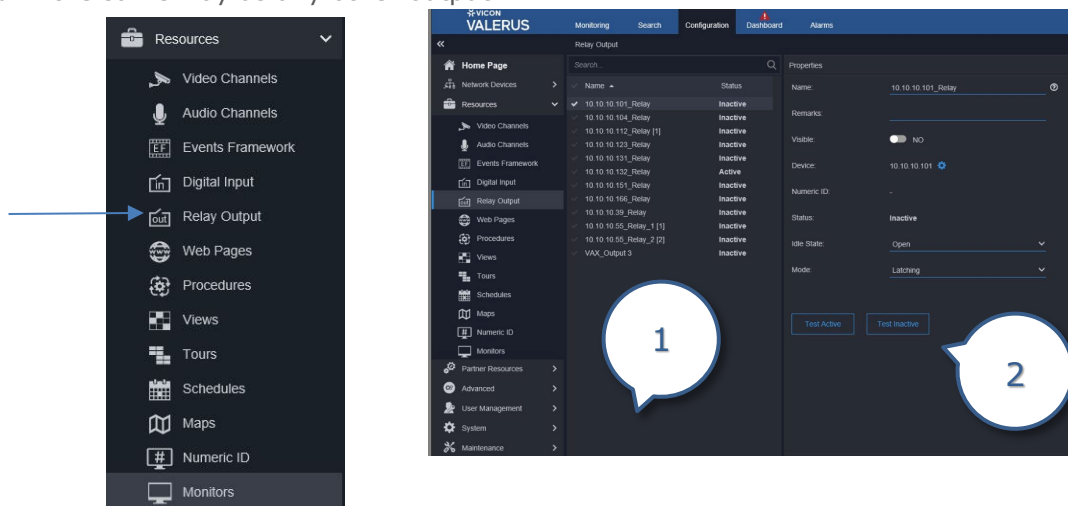 Resources
Video Channels
Audio Channels
EF
Events Framework
in
Digital Input
out
Relay Output
www
Web Pages
Procedures
Views
Tours
Schedules
Maps
#
Numeric ID
Monitors
VICON
VALERUS
Monitoring
Search
Configuration
!
Dashboard
Alarms
«
Relay Output
Home Page
Network Devices
Resources
Video Channels
Audio Channels
EF
Events Framework
in
Digital Input
out
Relay Output
Web Pages
Procedures
Views
Tours
Schedules
Maps
#
Numeric ID
Monitors
Partner Resources
Advanced
User Management
System
Maintenance
Search...
Name Status
10.10.10.101_Relay Inactive
10.10.10.104_Relay Inactive
10.10.10.112_Relay [1] Inactive
10.10.10.123_Relay Inactive
10.10.10.131_Relay Inactive
10.10.10.132_Relay Active
10.10.10.151_Relay Inactive
10.10.10.166_Relay Inactive
10.10.10.39_Relay Inactive
10.10.10.55_Relay_1 [1] Inactive
10.10.10.55_Relay_2 [2] Inactive
VAX_Output 3 Inactive
1
Properties
Name: 10.10.10.101_Relay
Remarks:
Visible: NO
Device: 10.10.10.101
Numeric ID: -
Status: Inactive
Idle State: Open
Mode: Latching
Test Active Test Inactive
2